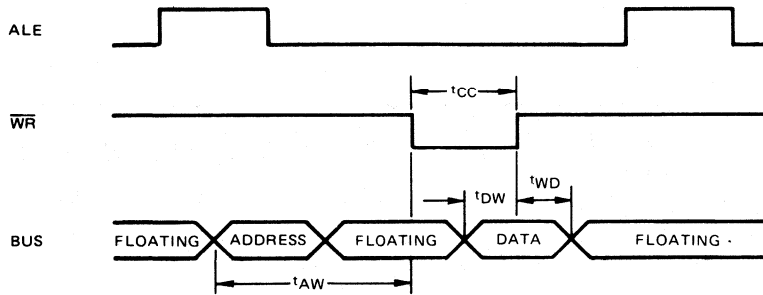 ALE
tCC
WR
tDW
tWD
BUS
FLOATING
ADDRESS
FLOATING
DATA
FLOATING
tAW